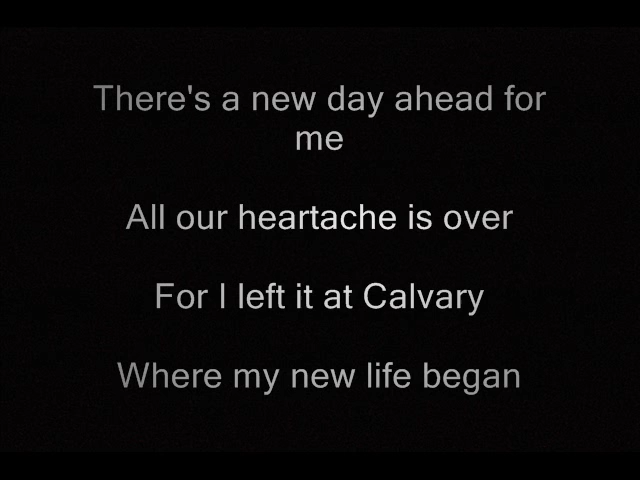 There's a new day ahead for
me
All our heartache is over
For I left it at Calvary
Where my new life began